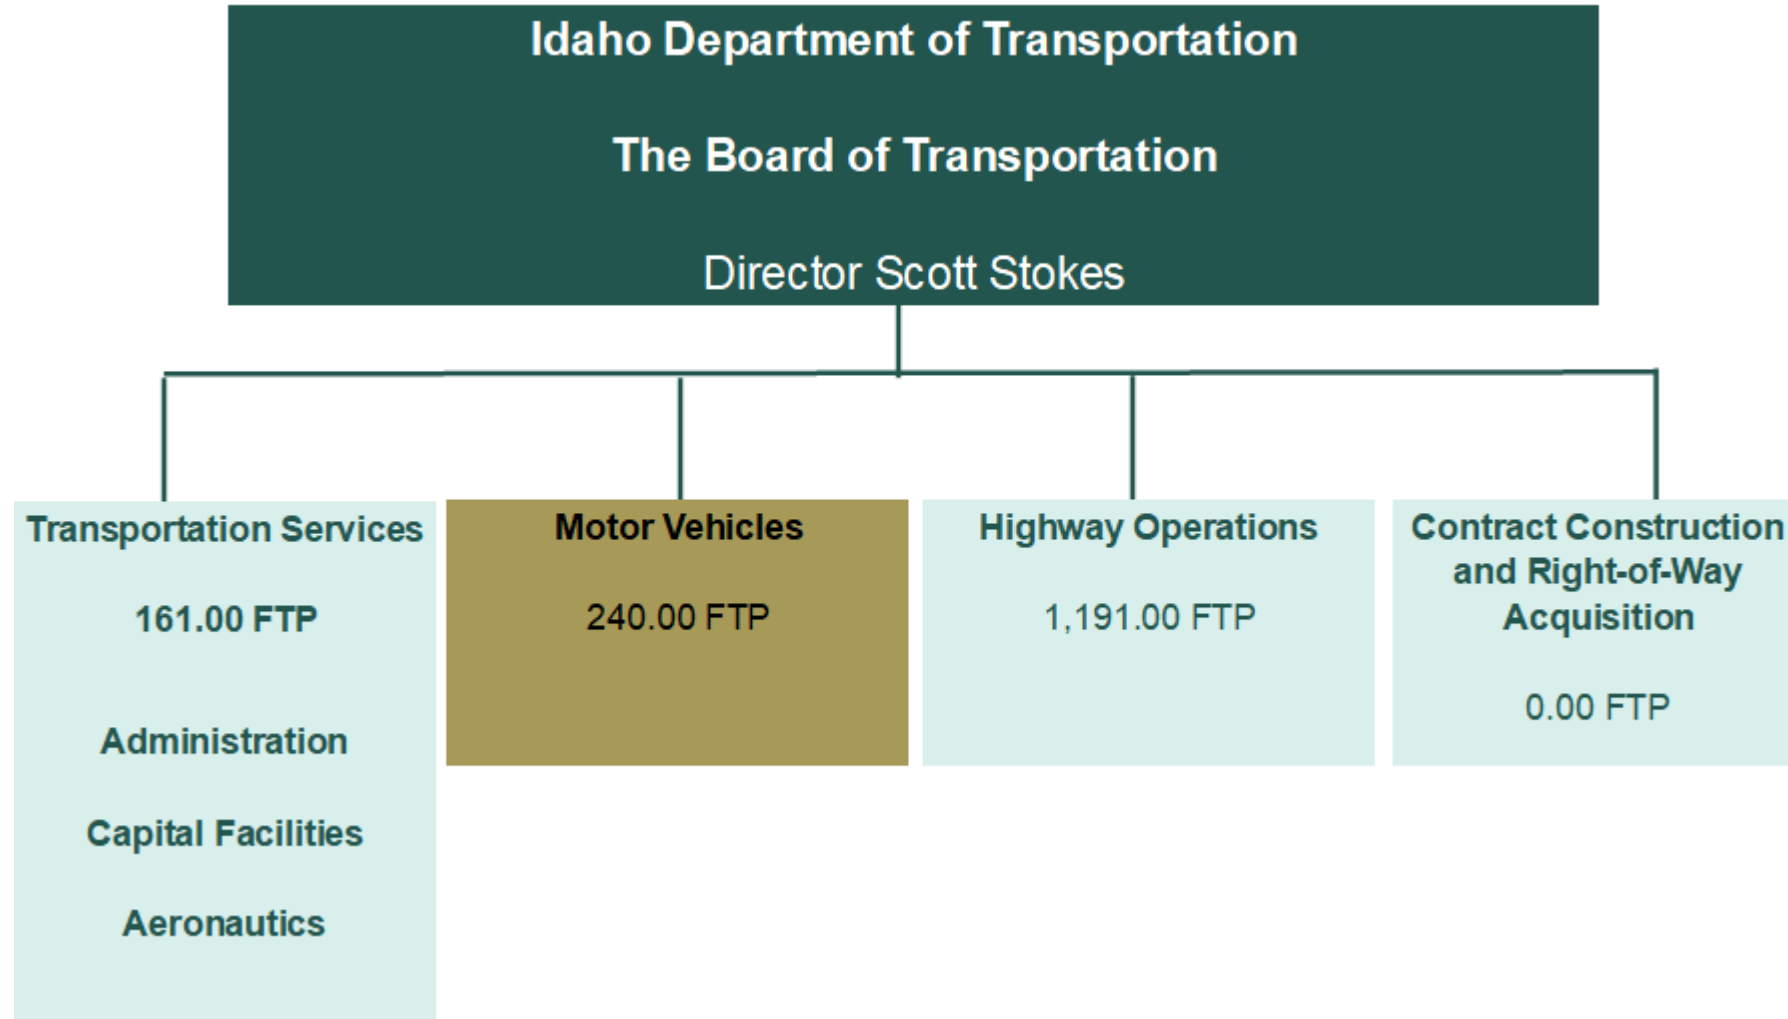 Idaho Department of Transportation
The Board of Transportation
Director Scott Stokes
Transportation Services
161.00 FTP
Administration
Capital Facilities
Aeronautics
Motor Vehicles
240.00 FTP
Highway Operations
1,191.00 FTP
Contract Construction
and Right-of-Way
Acquisition
0.00 FTP